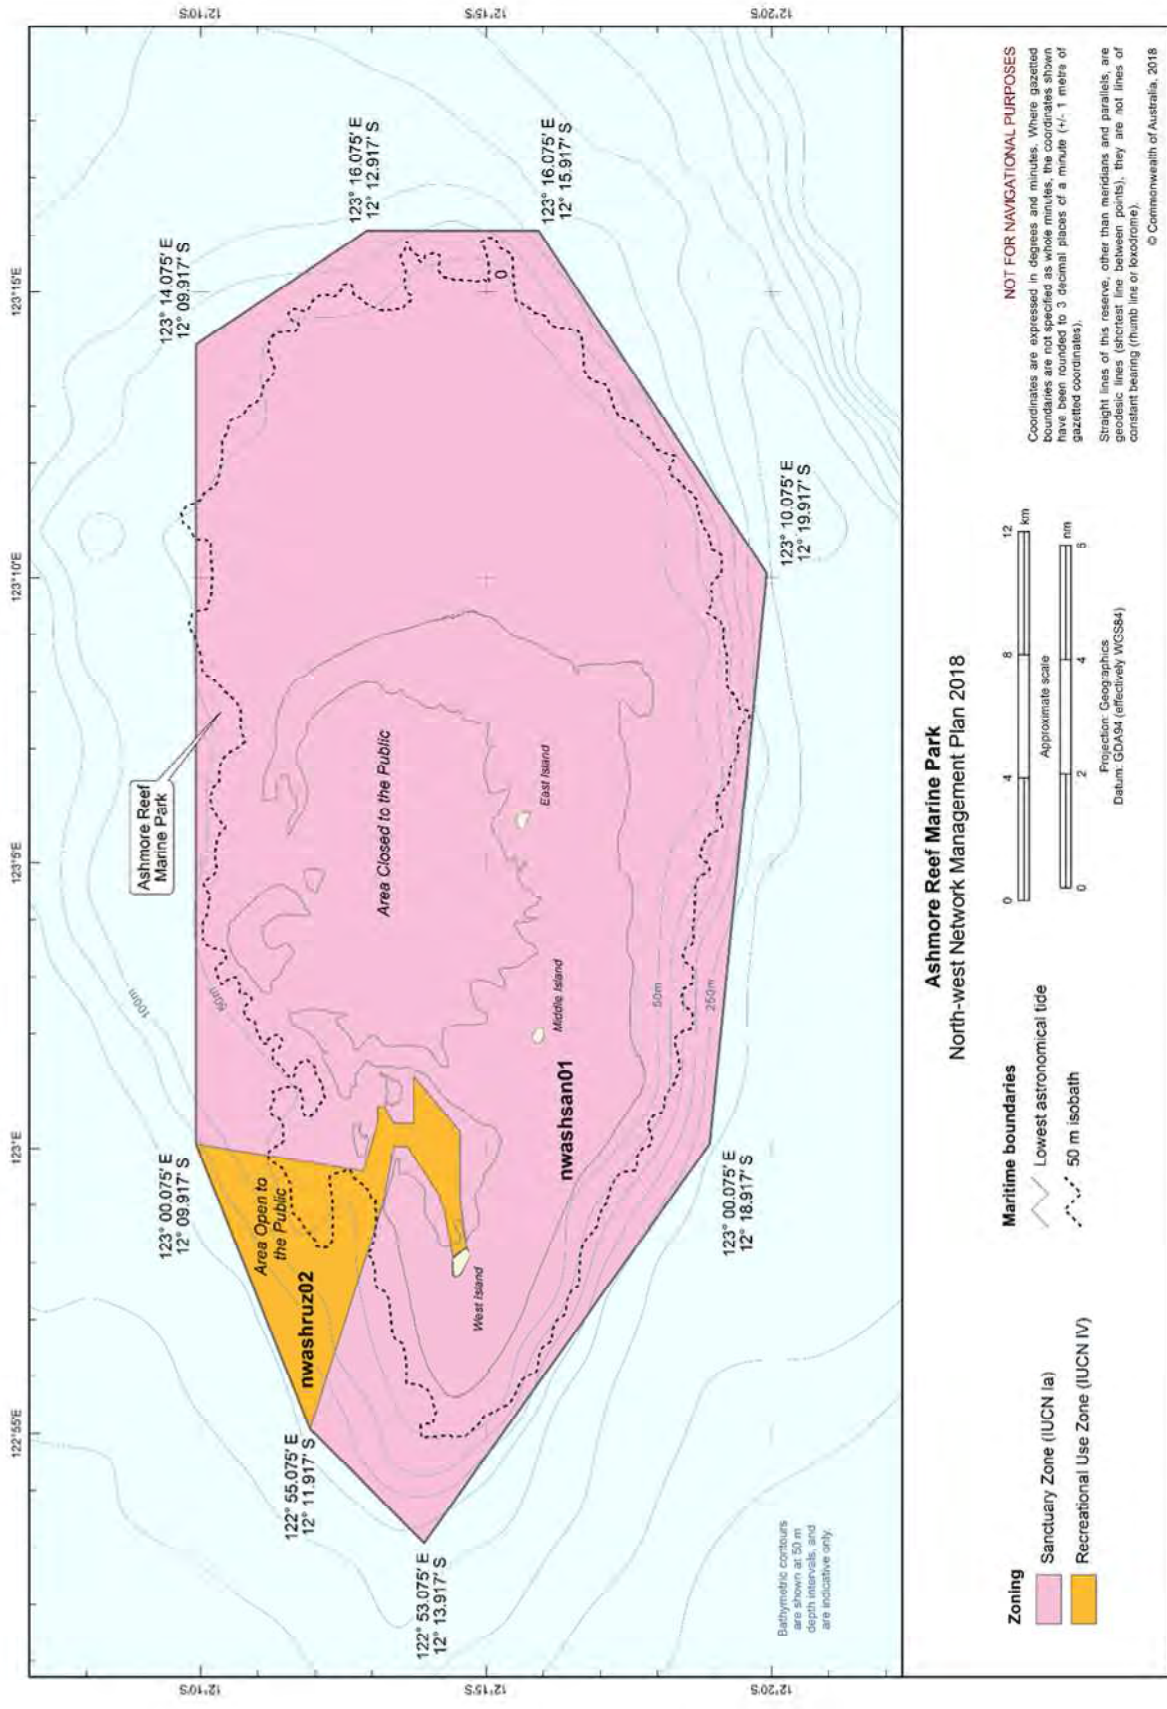 122°55'E
123°E
123°5'E
123°10'E
123°15'E
12°10'S
12°10'S
12°15'S
12°15'S
12°20'S
12°20'S
Ashmore Reef
Marine Park
123° 00.075' E
12° 09.917' S
123° 14.075' E
12° 09.917' S
122° 55.075' E
12° 11.917' S
123° 16.075' E
12° 12.917' S
122° 53.075' E
12° 13.917' S
123° 16.075' E
12° 15.917' S
123° 00.075' E
12° 18.917' S
123° 10.075' E
12° 19.917' S
100m
50m
Area Open to
the Public
nwashruz02
Area Closed to the Public
0
West Island
Middle Island
East Island
nwashsan01
50m
250m
Bathymetric contours
are shown at 50 m
depth intervals, and
are indicative only.
Ashmore Reef Marine Park
North-west Network Management Plan 2018
Zoning
Sanctuary Zone (IUCN Ia)
Recreational Use Zone (IUCN IV)
Maritime boundaries
Lowest astronomical tide
50 m isobath
0 4 8 12
km
Approximate scale
nm
0 2 4 6
Projection: Geographics
Datum: GDA94 (effectively WGS84)
NOT FOR NAVIGATIONAL PURPOSES
Coordinates are expressed in degrees and minutes. Where gazetted
boundaries are not specified as whole minutes, the coordinates shown
have been rounded to 3 decimal places of a minute (+/- 1 metre of
gazetted coordinates).
Straight lines of this reserve, other than meridians and parallels, are
geodesic lines (shortest line between points), they are not lines of
constant bearing (rhumb line or loxodrome).
© Commonwealth of Australia, 2018